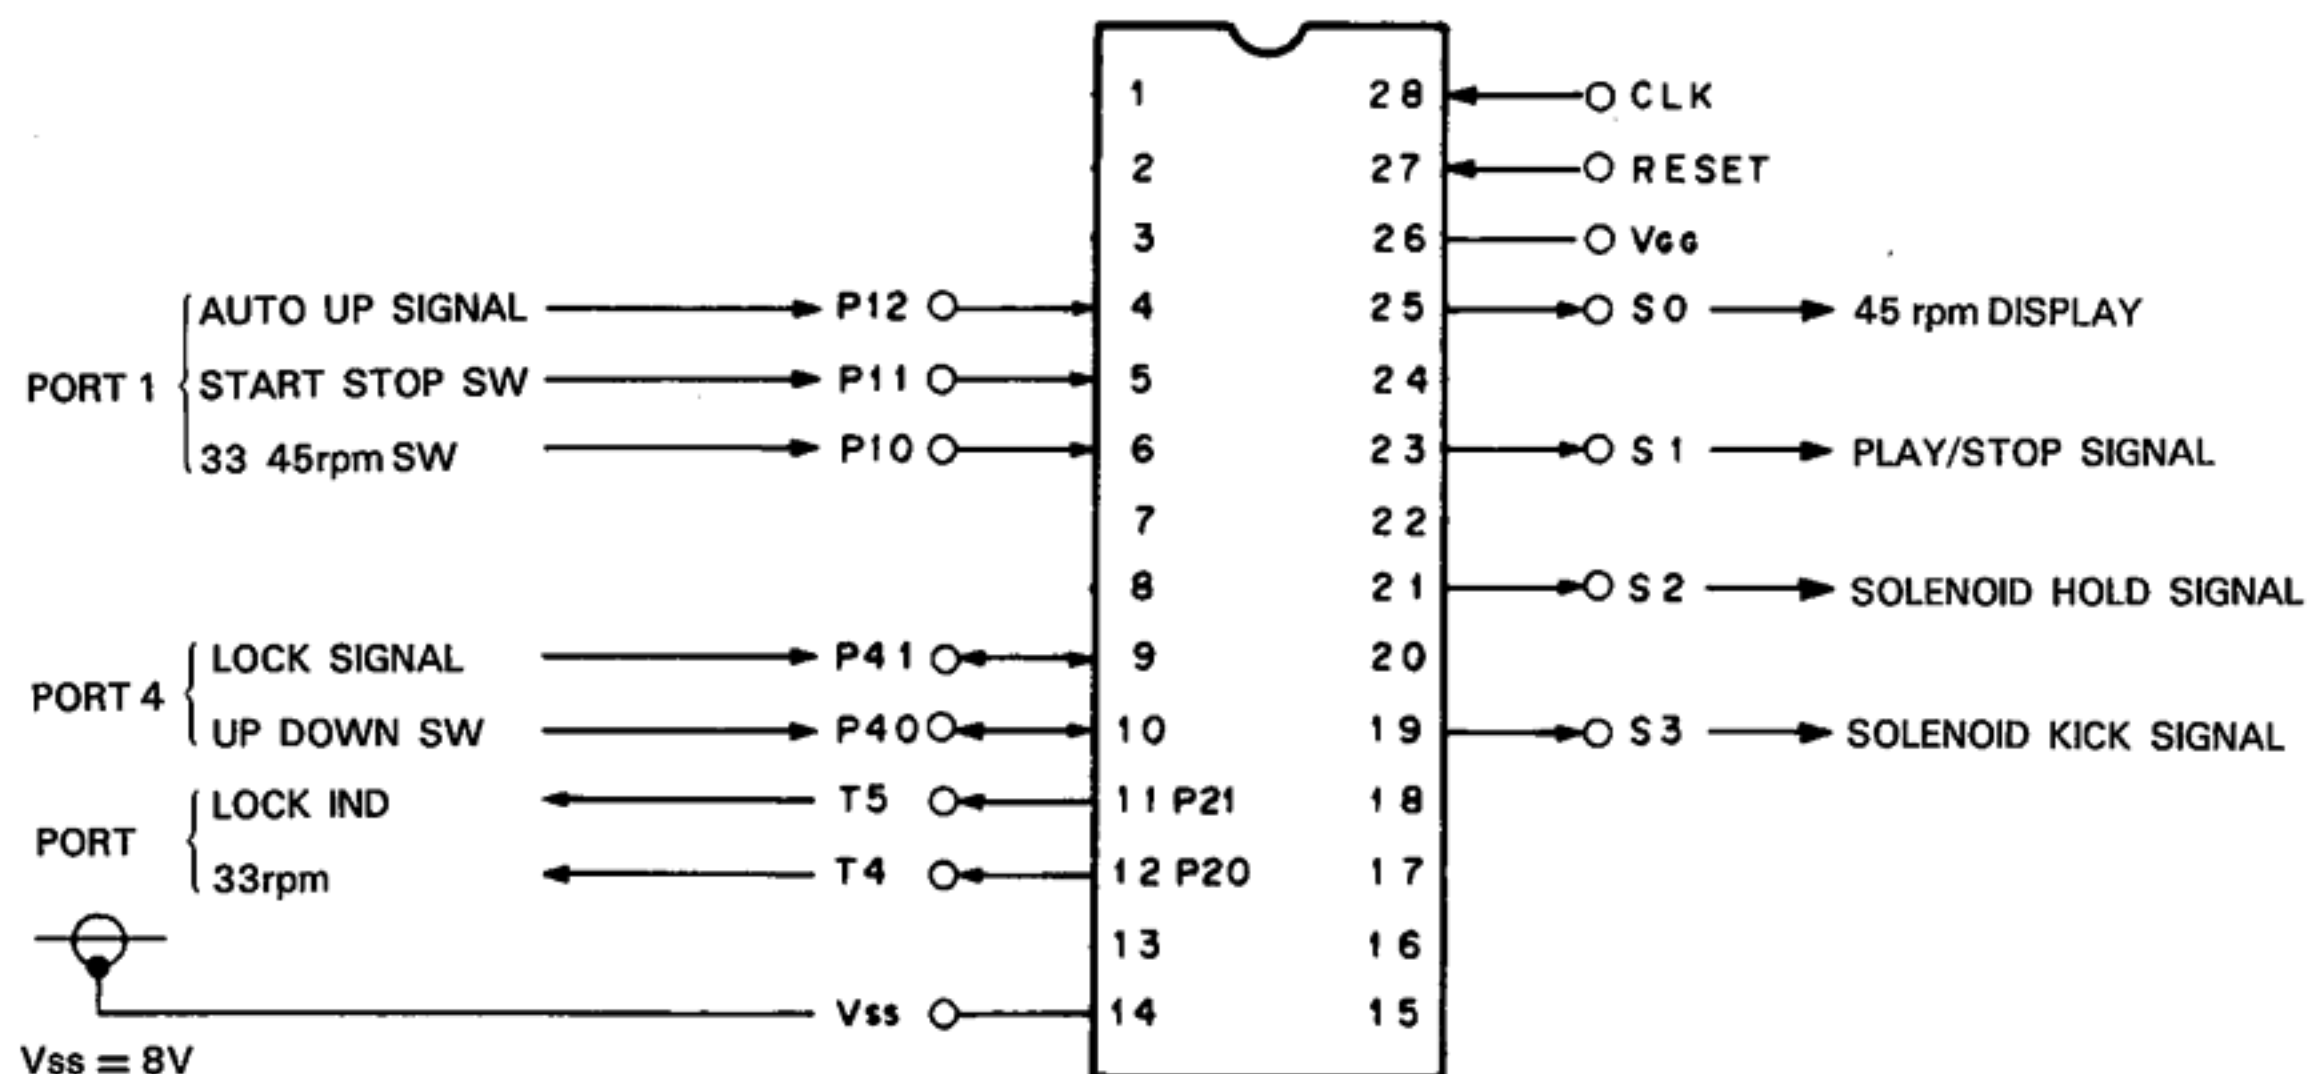 1 28 CLK
2 27 RESET
3 26 VGG
AUTO UP SIGNAL P12 4 25 S0 45 rpm DISPLAY
PORT 1 START STOP SW P11 5 24
33 45rpm SW P10 6 23 S1 PLAY/STOP SIGNAL
7 22
8 21 S2 SOLENOID HOLD SIGNAL
LOCK SIGNAL P41 9 20
PORT 4
UP DOWN SW P40 10 19 S3 SOLENOID KICK SIGNAL
LOCK IND T5 11 P21 18
PORT
33rpm T4 12 P20 17
13 16
Vss 14 15
Vss = 8V